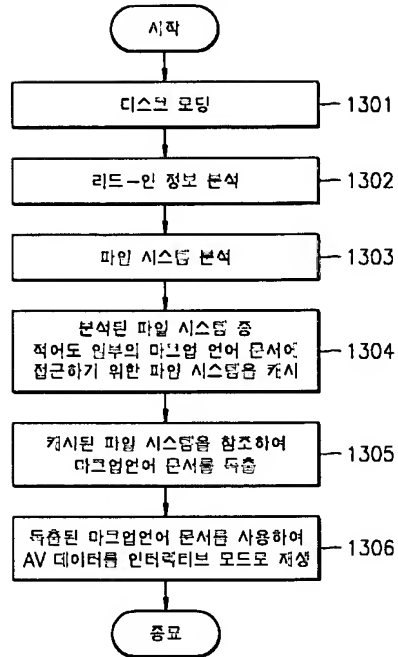 시작
디스크 로딩
1301
리드-인 정보 분석
1302
파일 시스템 분석
1303
분석된 파일 시스템 중
적어도 일부의 마크업 언어 문서에
접근하기 위한 파일 시스템을 캐시
1304
캐시된 파일 시스템을 참조하여
마크업언어 문서를 독출
1305
독출된 마크업언어 문서를 사용하여
AV 데이터를 인터랙티브 모드로 재생
1306
종료